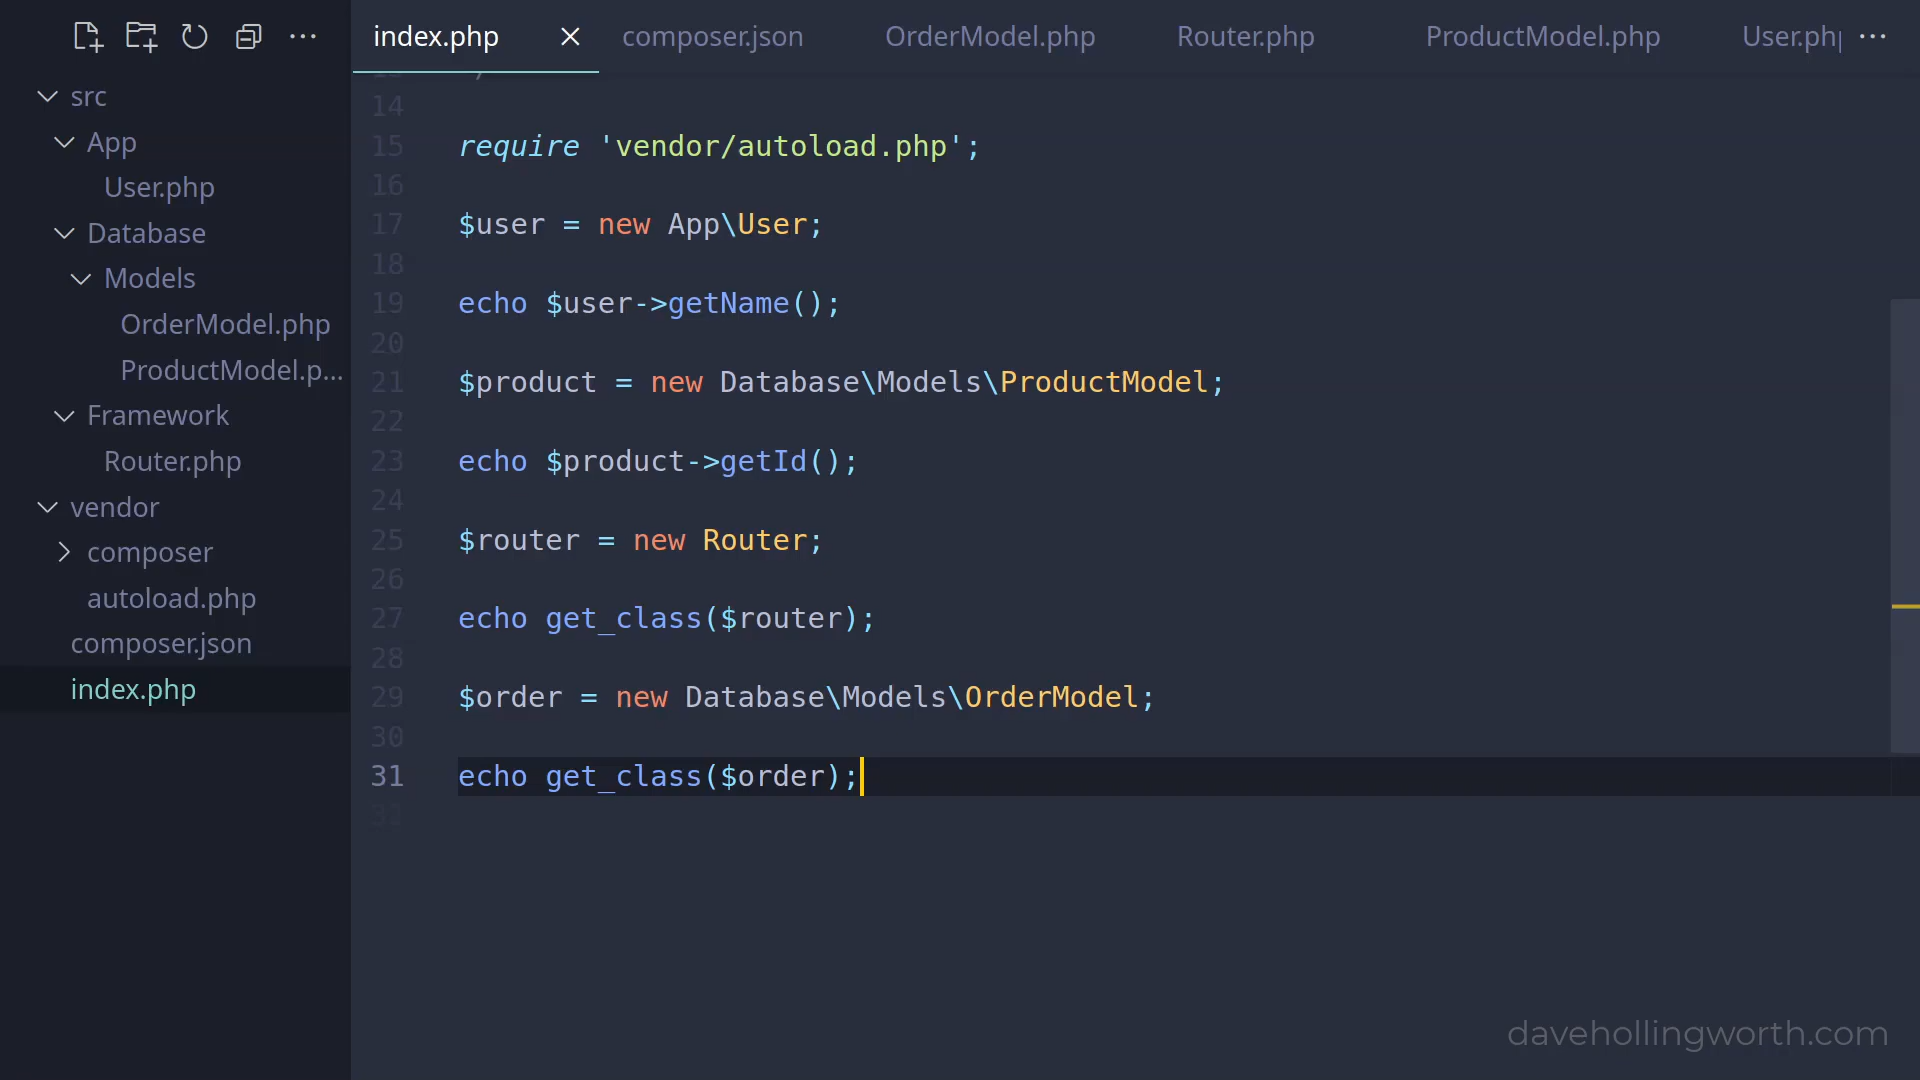 index.php
composer.json
OrderModel.php
Router.php
ProductModel.php
src
App
User.php
Database
Models
OrderModel.php
ProductModel.p...
Framework
Router.php
vendor
composer
autoload.php
composer.json
index.php
14
15 require 'vendor/autoload.php';
16
17 $user = new App\User;
18
19 echo $user->getName();
20
21 $product = new Database\Models\ProductModel;
22
23 echo $product->getId();
24
25 $router = new Router;
26
27 echo get_class($router);
28
29 $order = new Database\Models\OrderModel;
30
31 echo get_class($order);
davehollingworth.com